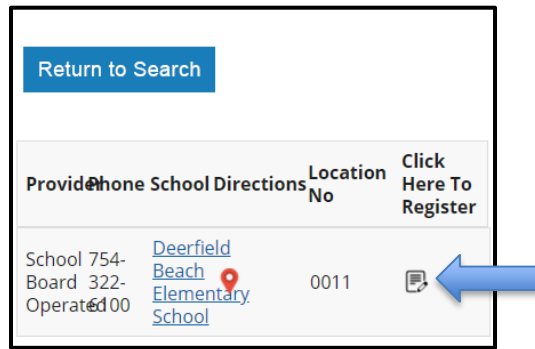 Return to Search
Provider Phone School Directions Location No Click Here To Register
School Board Operated 754-322-6100 Deerfield Beach Elementary School 0011